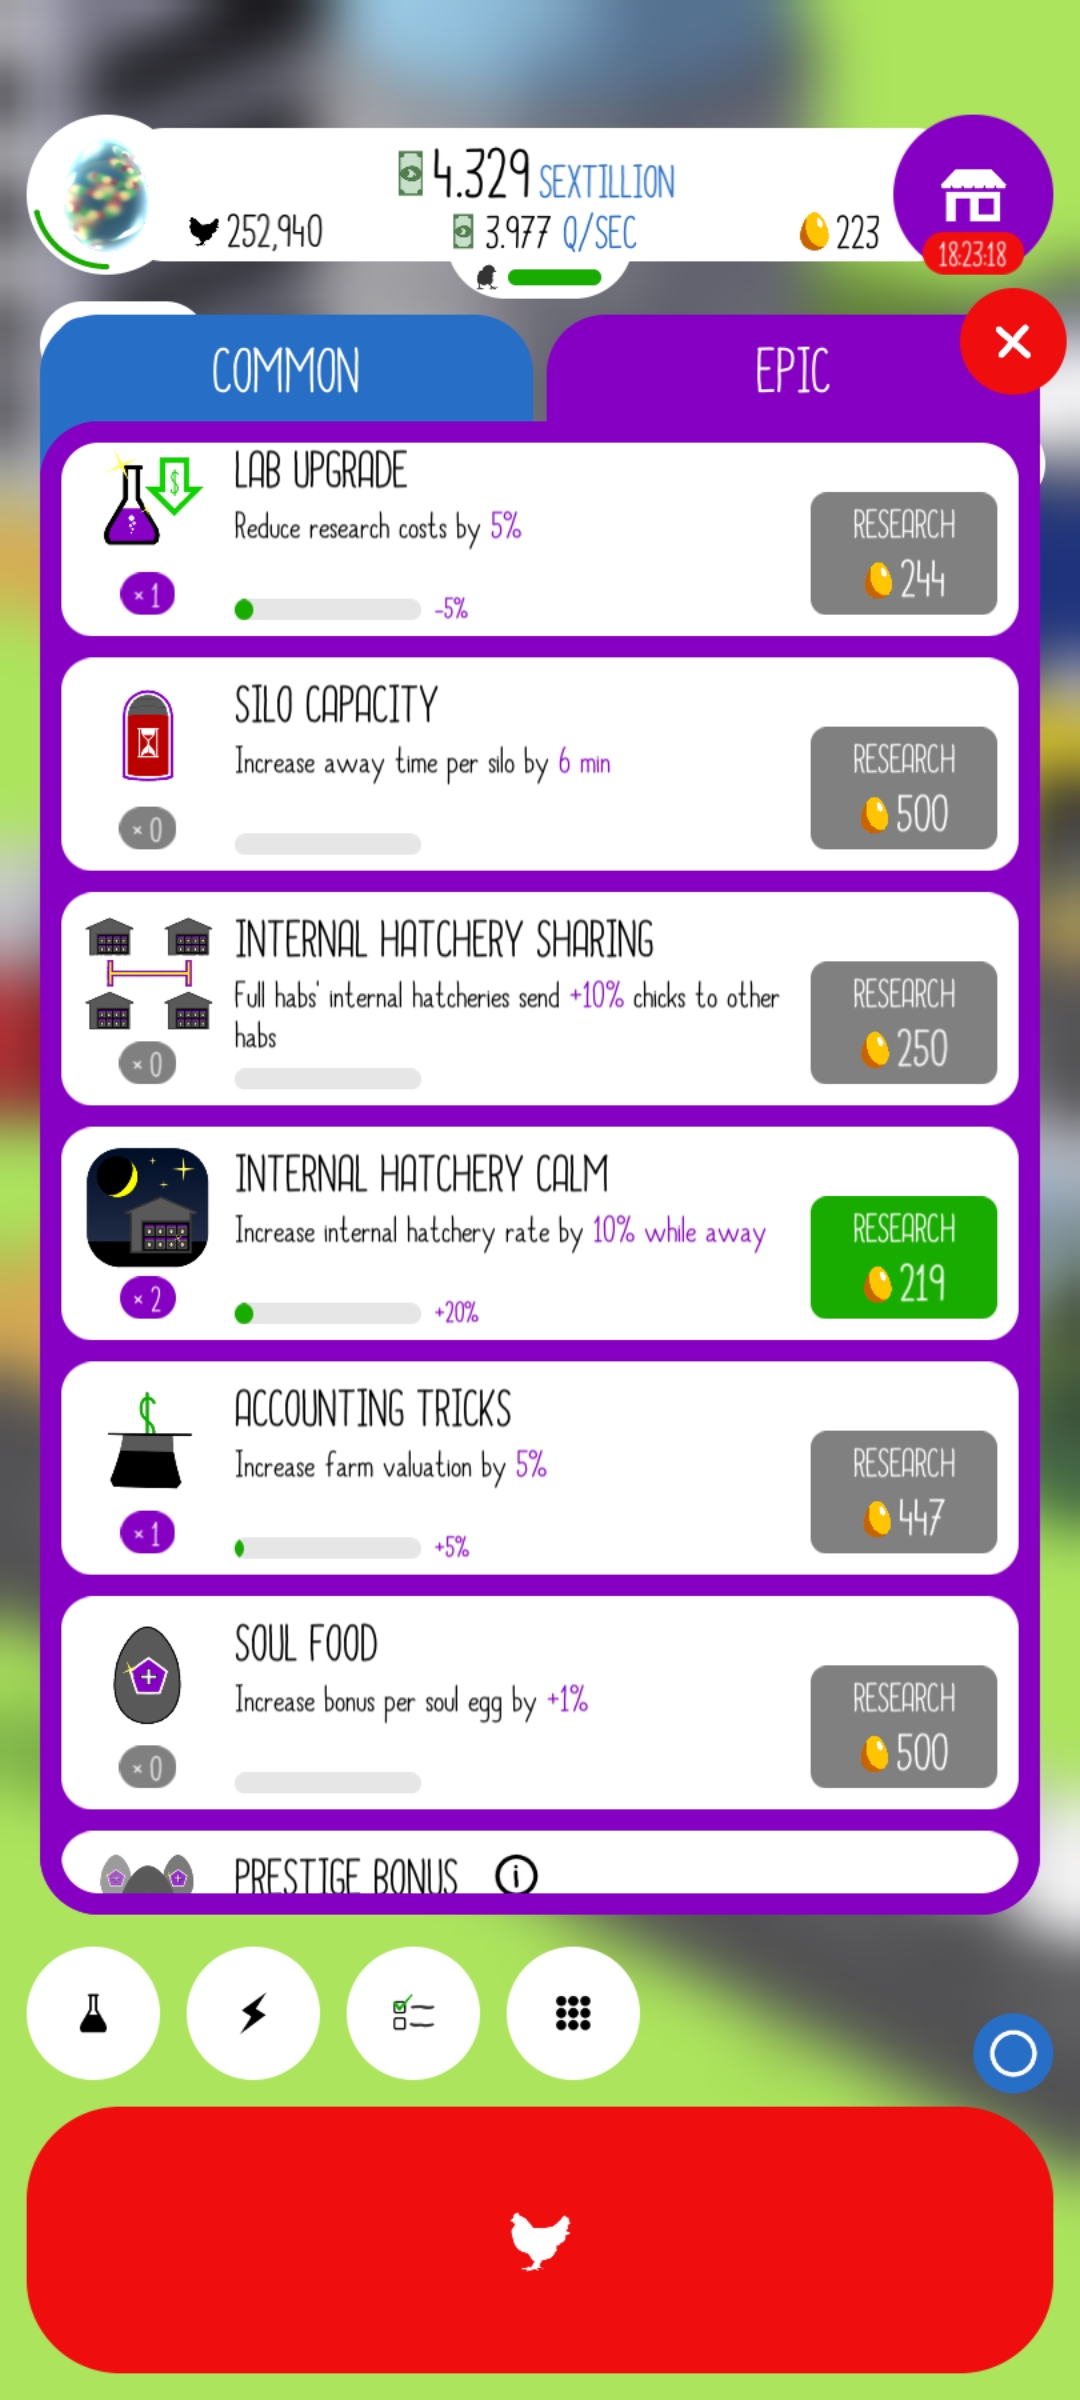 4.329 SEXTILLION
252,940
3.977 Q/SEC
223
18:23:18
COMMON
EPIC
LAB UPGRADE
Reduce research costs by 5%
× 1
-5%
RESEARCH
244
SILO CAPACITY
Increase away time per silo by 6 min
× 0
RESEARCH
500
INTERNAL HATCHERY SHARING
Full habs' internal hatcheries send +10% chicks to other
habs
× 0
RESEARCH
250
INTERNAL HATCHERY CALM
Increase internal hatchery rate by 10% while away
× 2
+20%
RESEARCH
219
ACCOUNTING TRICKS
Increase farm valuation by 5%
× 1
+5%
RESEARCH
447
SOUL FOOD
Increase bonus per soul egg by +1%
× 0
RESEARCH
500
PRESTIGE BONUS